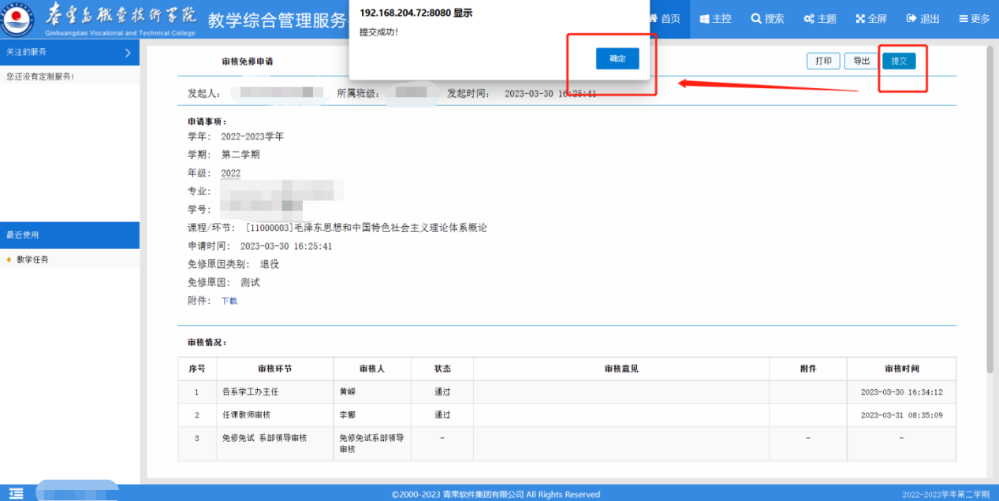 秦皇岛职业技术学院
Qinhuangdao Vocational and Technical College
教学综合管理服务
192.168.204.72:8080 显示
提交成功!
确定
首页 主控 搜索 主题 全屏 退出 更多
关注的服务
您还没有定制服务!
最近使用
教学任务
审核免修申请
打印 导出 提交
发起人: 所属班级: 发起时间: 2023-03-30 16:25:41
申请事项:
学年: 2022-2023学年
学期: 第二学期
年级: 2022
专业:
学号:
课程/环节: [11000003]毛泽东思想和中国特色社会主义理论体系概论
申请时间: 2023-03-30 16:25:41
免修原因类别: 退役
免修原因: 测试
附件: 下载
审核情况:
序号 审核环节 审核人 状态 审核意见 附件 审核时间
1 各系学工办主任 黄嵘 通过 2023-03-30 16:34:12
2 任课教师审核 李娜 通过 2023-03-31 08:35:09
3 免修免试 系部领导审核 免修免试系部领导审核 - - -
©2000-2023 青果软件集团有限公司 All Rights Reserved
2022-2023学年第二学期